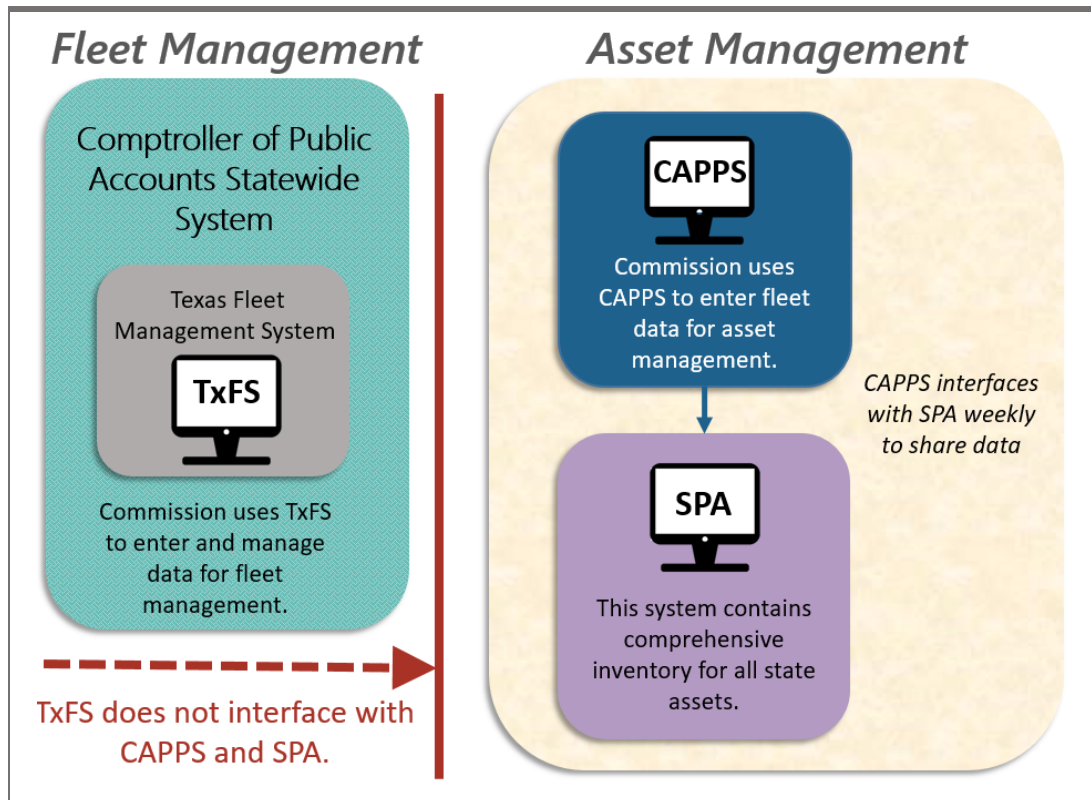 Fleet Management
Comptroller of Public
Accounts Statewide
System
Texas Fleet
Management System
TxFS
Commission uses TxFS
to enter and manage
data for fleet
management.
TxFS does not interface with
CAPPS and SPA.
Asset Management
CAPPS
Commission uses
CAPPS to enter fleet
data for asset
management.
CAPPS interfaces
with SPA weekly
to share data
SPA
This system contains
comprehensive
inventory for all state
assets.